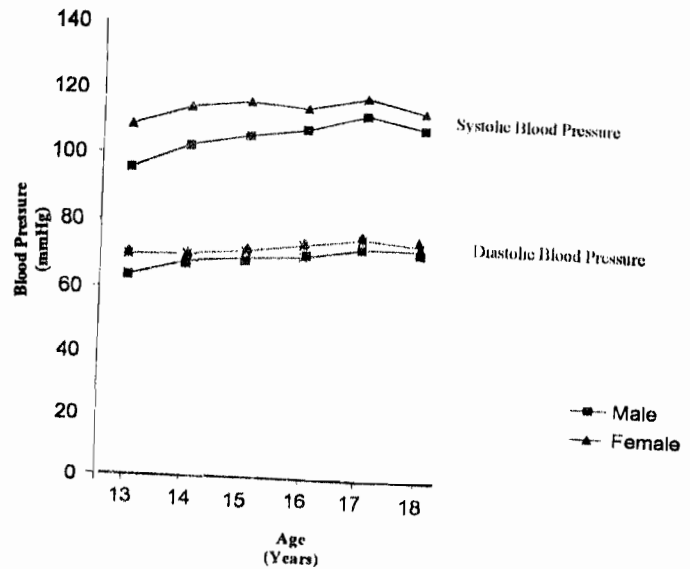 140
120
100
80
60
40
20
0
Blood Pressure
(mmHg)
Systolic Blood Pressure
Diastolic Blood Pressure
Male
Female
13 14 15 16 17 18
Age
(Years)